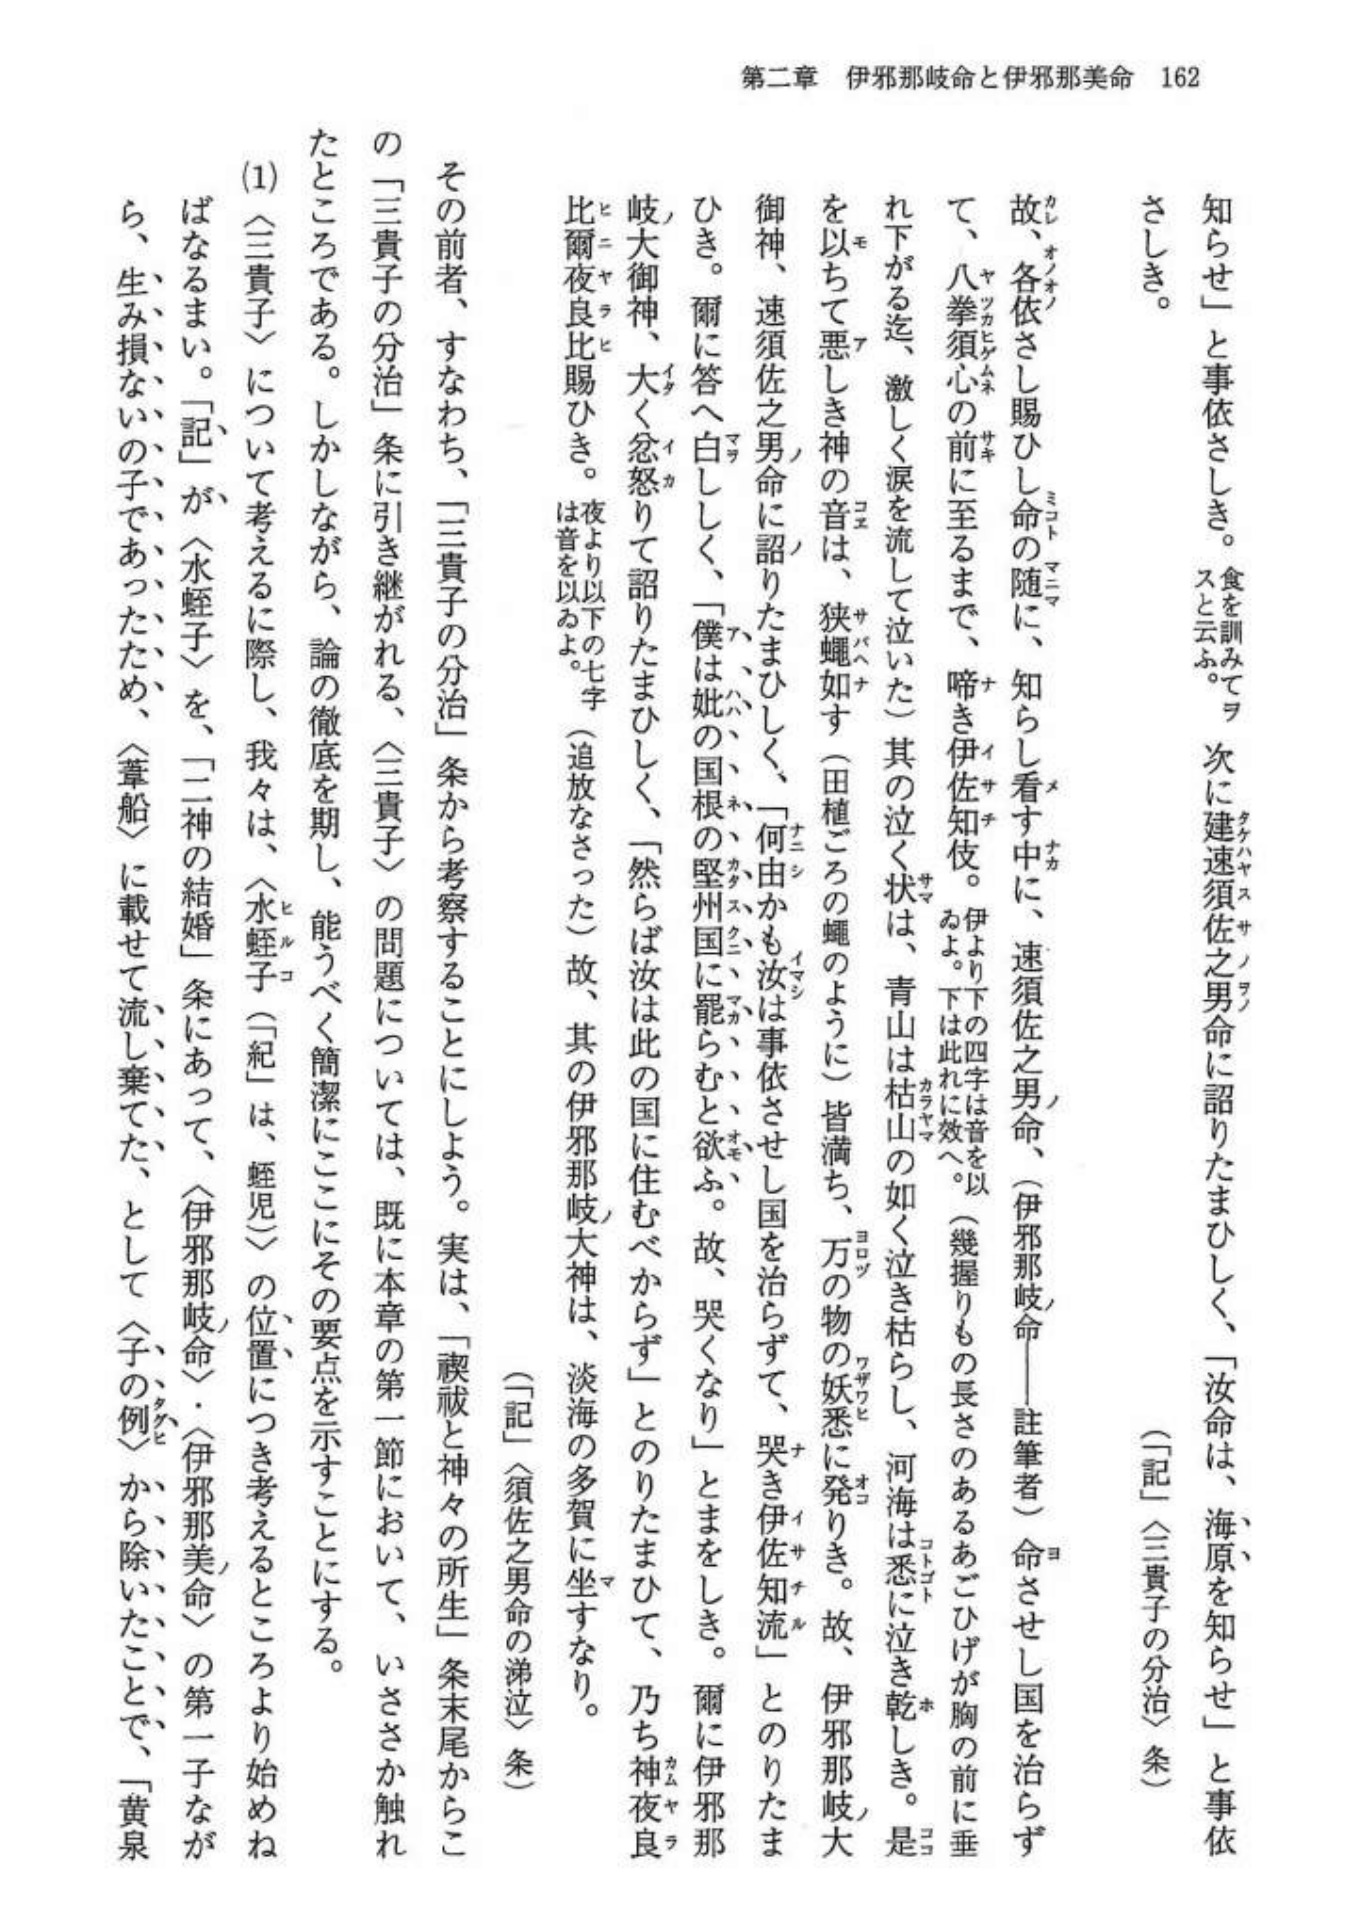 第二章　伊邪那岐命と伊邪那美命　162
知らせ」と事依さしき。食を訓みてヲスと云ふ。次に建速須佐之男命に詔りたまひしく、「汝命は、海原を知らせ」と事依
さしき。
（「記」〈三貴子の分治〉条）
故、各依さし賜ひし命の随に、知らし看す中に、速須佐之男命、（伊邪那岐命――註筆者）命させし国を治らず
て、八拳須心の前に至るまで、啼き伊佐知伎。伊より下の四字は音を以ゐよ。下は此れに效へ。（幾握りもの長さのあるあごひげが胸の前に垂
れ下がる迄、激しく涙を流して泣いた）其の泣く状は、青山は枯山の如く泣き枯らし、河海は悉に泣き乾しき。是
を以ちて悪しき神の音は、狭蠅如す（田植ごろの蠅のように）皆満ち、万の物の妖悉に発りき。故、伊邪那岐大
御神、速須佐之男命に詔りたまひしく、「何由かも汝は事依させし国を治らずて、哭き伊佐知流」とのりたま
ひき。爾に答へ白ししく、「僕は妣の国根の堅州国に罷らむと欲ふ。故、哭くなり」とまをしき。爾に伊邪那
岐大御神、大く忿怒りて詔りたまひしく、「然らば汝は此の国に住むべからず」とのりたまひて、乃ち神夜良
比爾夜良比賜ひき。夜より以下の七字は音を以ゐよ。（追放なさった）故、其の伊邪那岐大神は、淡海の多賀に坐すなり。
（「記」〈須佐之男命の涕泣〉条）
その前者、すなわち、「三貴子の分治」条から考察することにしよう。実は、「禊祓と神々の所生」条末尾からこ
の「三貴子の分治」条に引き継がれる、〈三貴子〉の問題については、既に本章の第一節において、いささか触れ
たところである。しかしながら、論の徹底を期し、能うべく簡潔にここにその要点を示すことにする。
(1)〈三貴子〉について考えるに際し、我々は、〈水蛭子（「紀」は、蛭児）〉の位置につき考えるところより始めね
ばなるまい。「記」が〈水蛭子〉を、「二神の結婚」条にあって、〈伊邪那岐命〉・〈伊邪那美命〉の第一子なが
ら、生み損ないの子であったため、〈葦船〉に載せて流し棄てた、として〈子の例〉から除いたことで、「黄泉